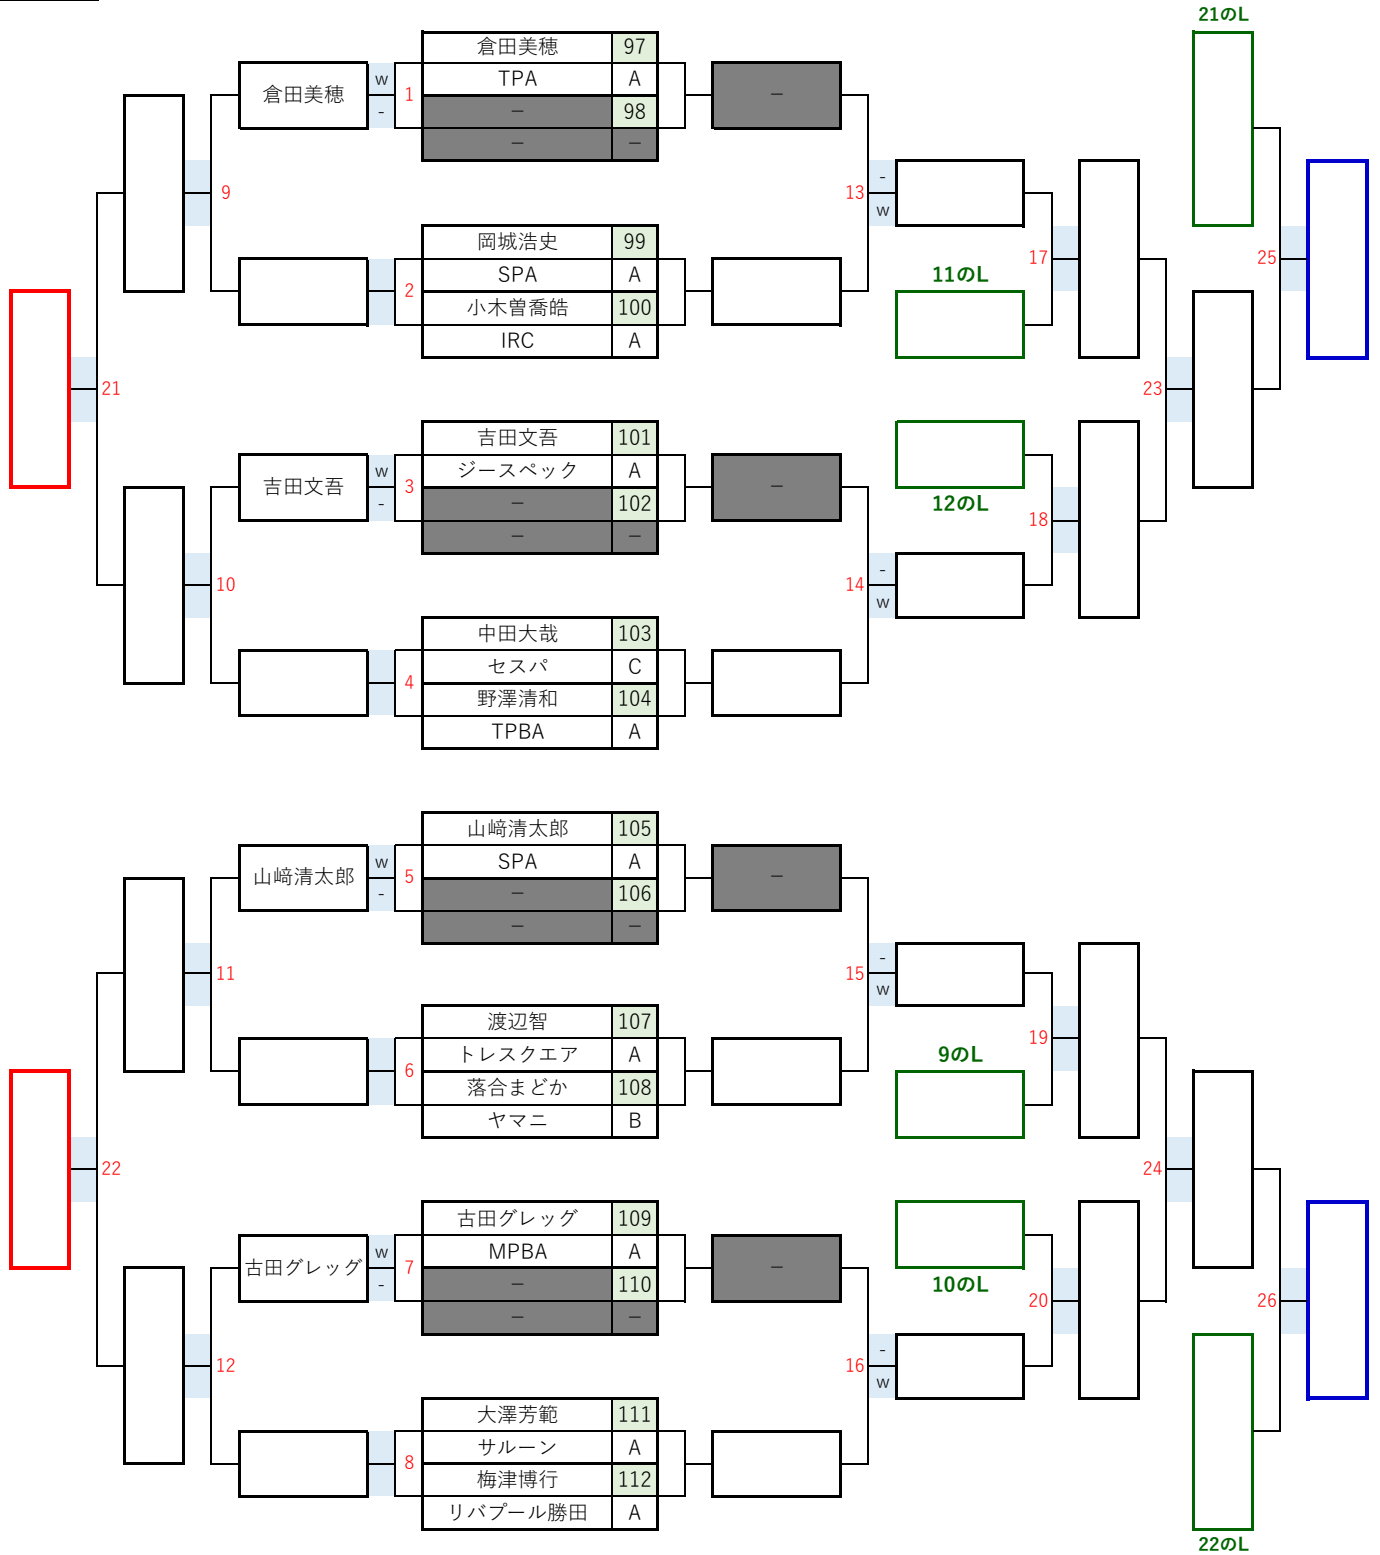 21のL
倉田美穂 97
倉田美穂 w - 1 TPA A －
－ 98
－ －
9 13 - w
岡城浩史 99
2 SPA A
小木曽喬皓 100
IRC A
11のL
17 25
21 23
吉田文吾 101
吉田文吾 w - 3 ジースペック A －
－ 102
－ －
12のL
18
10 14 - w
中田大哉 103
4 セスパ C
野澤清和 104
TPBA A
山﨑清太郎 105
山﨑清太郎 w - 5 SPA A －
－ 106
－ －
11 15 - w
渡辺智 107
6 トレスクエア A
落合まどか 108
ヤマニ B
19
9のL
22 24
古田グレッグ 109
古田グレッグ w - 7 MPBA A －
－ 110
－ －
10のL
20 26
12 16 - w
大澤芳範 111
8 サルーン A
梅津博行 112
リバプール勝田 A
22のL